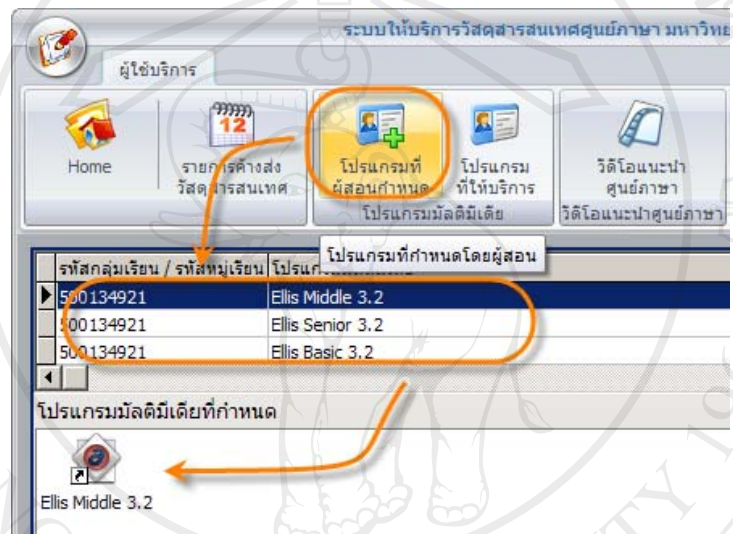 ระบบให้บริการวัสดุสารสนเทศศูนย์ภาษา มหาวิทย
ผู้ใช้บริการ
12
Home
รายการค้างส่ง
วัสดุสารสนเทศ
โปรแกรมที่
ผู้สอนกำหนด
โปรแกรม
ที่ให้บริการ
วิดีโอแนะนำ
ศูนย์ภาษา
โปรแกรมมัลติมีเดีย
วิดีโอแนะนำศูนย์ภาษา
โปรแกรมที่กำหนดโดยผู้สอน
รหัสกลุ่มเรียน / รหัสหมู่เรียน
500134921 Ellis Middle 3.2
500134921 Ellis Senior 3.2
500134921 Ellis Basic 3.2
โปรแกรมมัลติมีเดียที่กำหนด
Ellis Middle 3.2